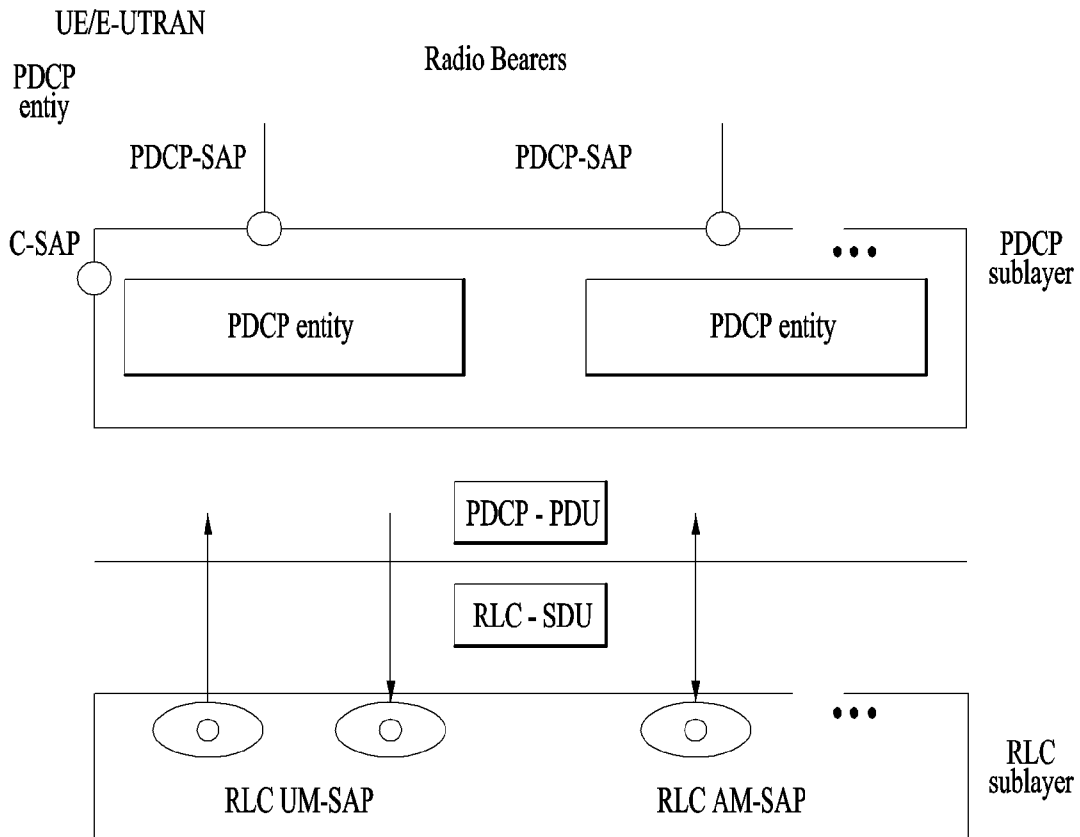 UE/E-UTRAN
Radio Bearers
PDCP
entiy
PDCP-SAP
PDCP-SAP
C-SAP
PDCP
sublayer
PDCP entity
PDCP entity
PDCP - PDU
RLC - SDU
RLC UM-SAP
RLC AM-SAP
RLC
sublayer